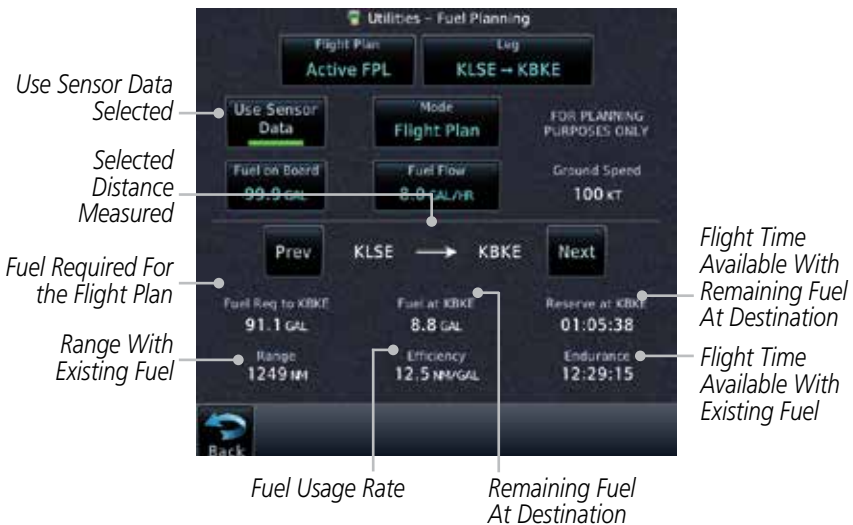 Utilities – Fuel Planning
Flight Plan
Active FPL
Leg
KLSE → KBKE
Use Sensor Data
Selected
Use Sensor
Data
Mode
Flight Plan
FOR PLANNING
PURPOSES ONLY
Selected
Distance
Measured
Fuel on Board
99.9 GAL
Fuel Flow
8.0 GAL/HR
Ground Speed
100 KT
Prev
KLSE → KBKE
Next
Fuel Required For
the Flight Plan
Flight Time
Available With
Remaining Fuel
At Destination
Fuel Req to KBKE
91.1 GAL
Fuel at KBKE
8.8 GAL
Reserve at KBKE
01:05:38
Range With
Existing Fuel
Range
1249 NM
Efficiency
12.5 NM/GAL
Endurance
12:29:15
Flight Time
Available With
Existing Fuel
Back
Fuel Usage Rate
Remaining Fuel
At Destination